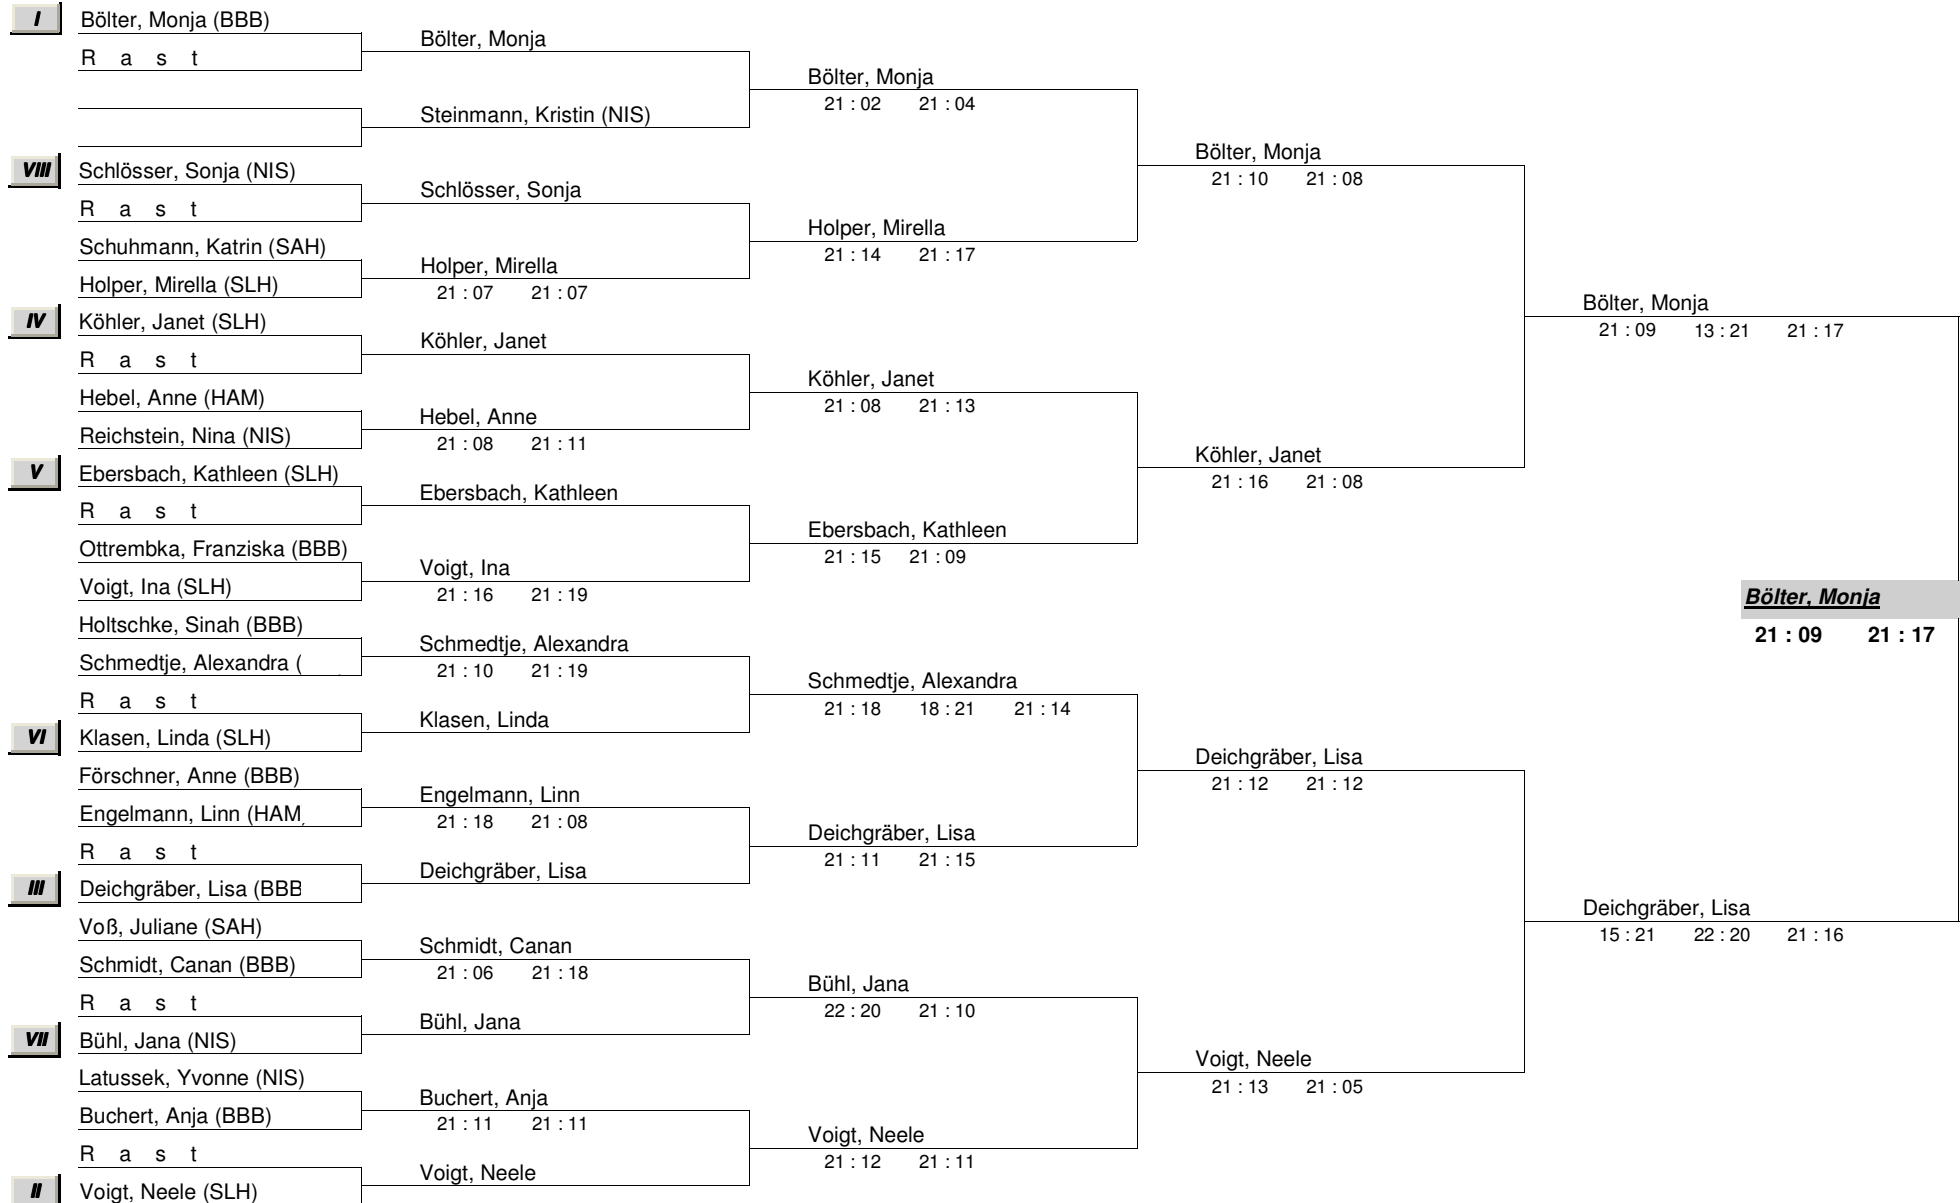 I Bölter, Monja (BBB)
R a s t
VIII Schlösser, Sonja (NIS)
R a s t
Schuhmann, Katrin (SAH)
Holper, Mirella (SLH)
IV Köhler, Janet (SLH)
R a s t
Hebel, Anne (HAM)
Reichstein, Nina (NIS)
V Ebersbach, Kathleen (SLH)
R a s t
Ottrembka, Franziska (BBB)
Voigt, Ina (SLH)
Holtschke, Sinah (BBB)
Schmedtje, Alexandra (
R a s t
VI Klasen, Linda (SLH)
Förschner, Anne (BBB)
Engelmann, Linn (HAM
R a s t
III Deichgräber, Lisa (BBB
Voß, Juliane (SAH)
Schmidt, Canan (BBB)
R a s t
VII Bühl, Jana (NIS)
Latussek, Yvonne (NIS)
Buchert, Anja (BBB)
R a s t
II Voigt, Neele (SLH)
Bölter, Monja
Steinmann, Kristin (NIS)
Schlösser, Sonja
Holper, Mirella
21 : 07 21 : 07
Köhler, Janet
Hebel, Anne
21 : 08 21 : 11
Ebersbach, Kathleen
Voigt, Ina
21 : 16 21 : 19
Schmedtje, Alexandra
21 : 10 21 : 19
Klasen, Linda
Engelmann, Linn
21 : 18 21 : 08
Deichgräber, Lisa
Schmidt, Canan
21 : 06 21 : 18
Bühl, Jana
Buchert, Anja
21 : 11 21 : 11
Voigt, Neele
Bölter, Monja
21 : 02 21 : 04
Holper, Mirella
21 : 14 21 : 17
Köhler, Janet
21 : 08 21 : 13
Ebersbach, Kathleen
21 : 15 21 : 09
Schmedtje, Alexandra
21 : 18 18 : 21 21 : 14
Deichgräber, Lisa
21 : 11 21 : 15
Bühl, Jana
22 : 20 21 : 10
Voigt, Neele
21 : 12 21 : 11
Bölter, Monja
21 : 10 21 : 08
Köhler, Janet
21 : 16 21 : 08
Deichgräber, Lisa
21 : 12 21 : 12
Voigt, Neele
21 : 13 21 : 05
Bölter, Monja
21 : 09 13 : 21 21 : 17
Deichgräber, Lisa
15 : 21 22 : 20 21 : 16
Bölter, Monja
21 : 09 21 : 17